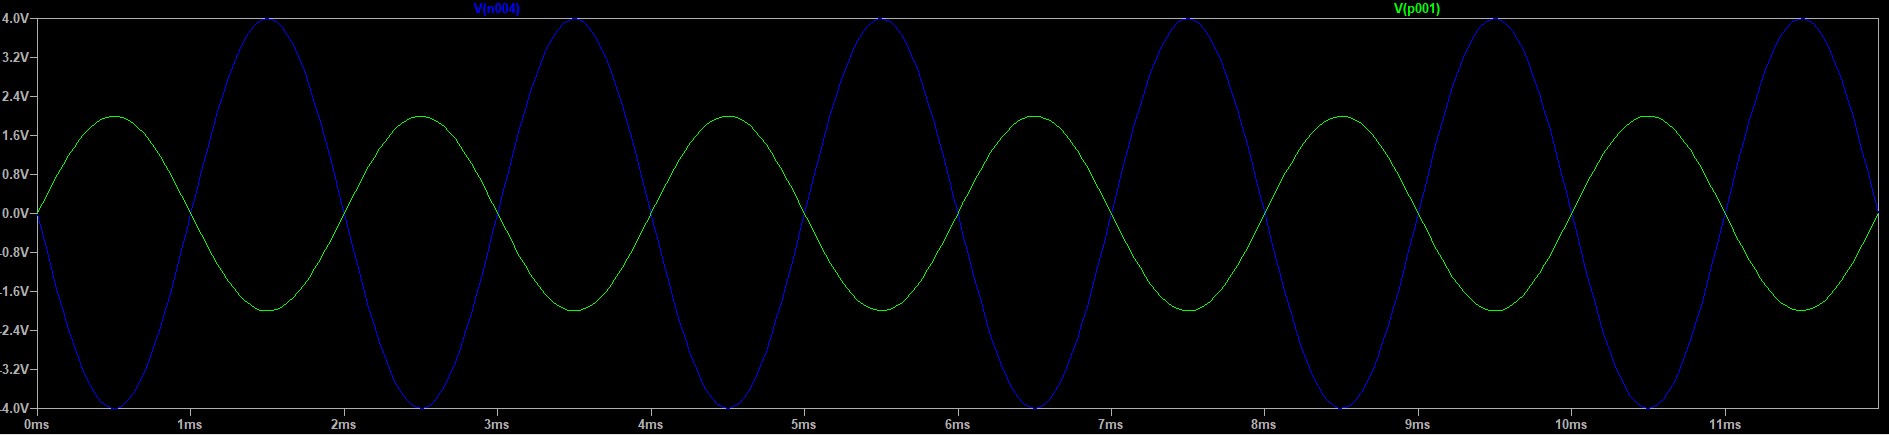 V(n004) V(p001)
4.0V
3.2V
2.4V
1.6V
0.8V
0.0V
-0.8V
-1.6V
-2.4V
-3.2V
-4.0V
0ms 1ms 2ms 3ms 4ms 5ms 6ms 7ms 8ms 9ms 10ms 11ms